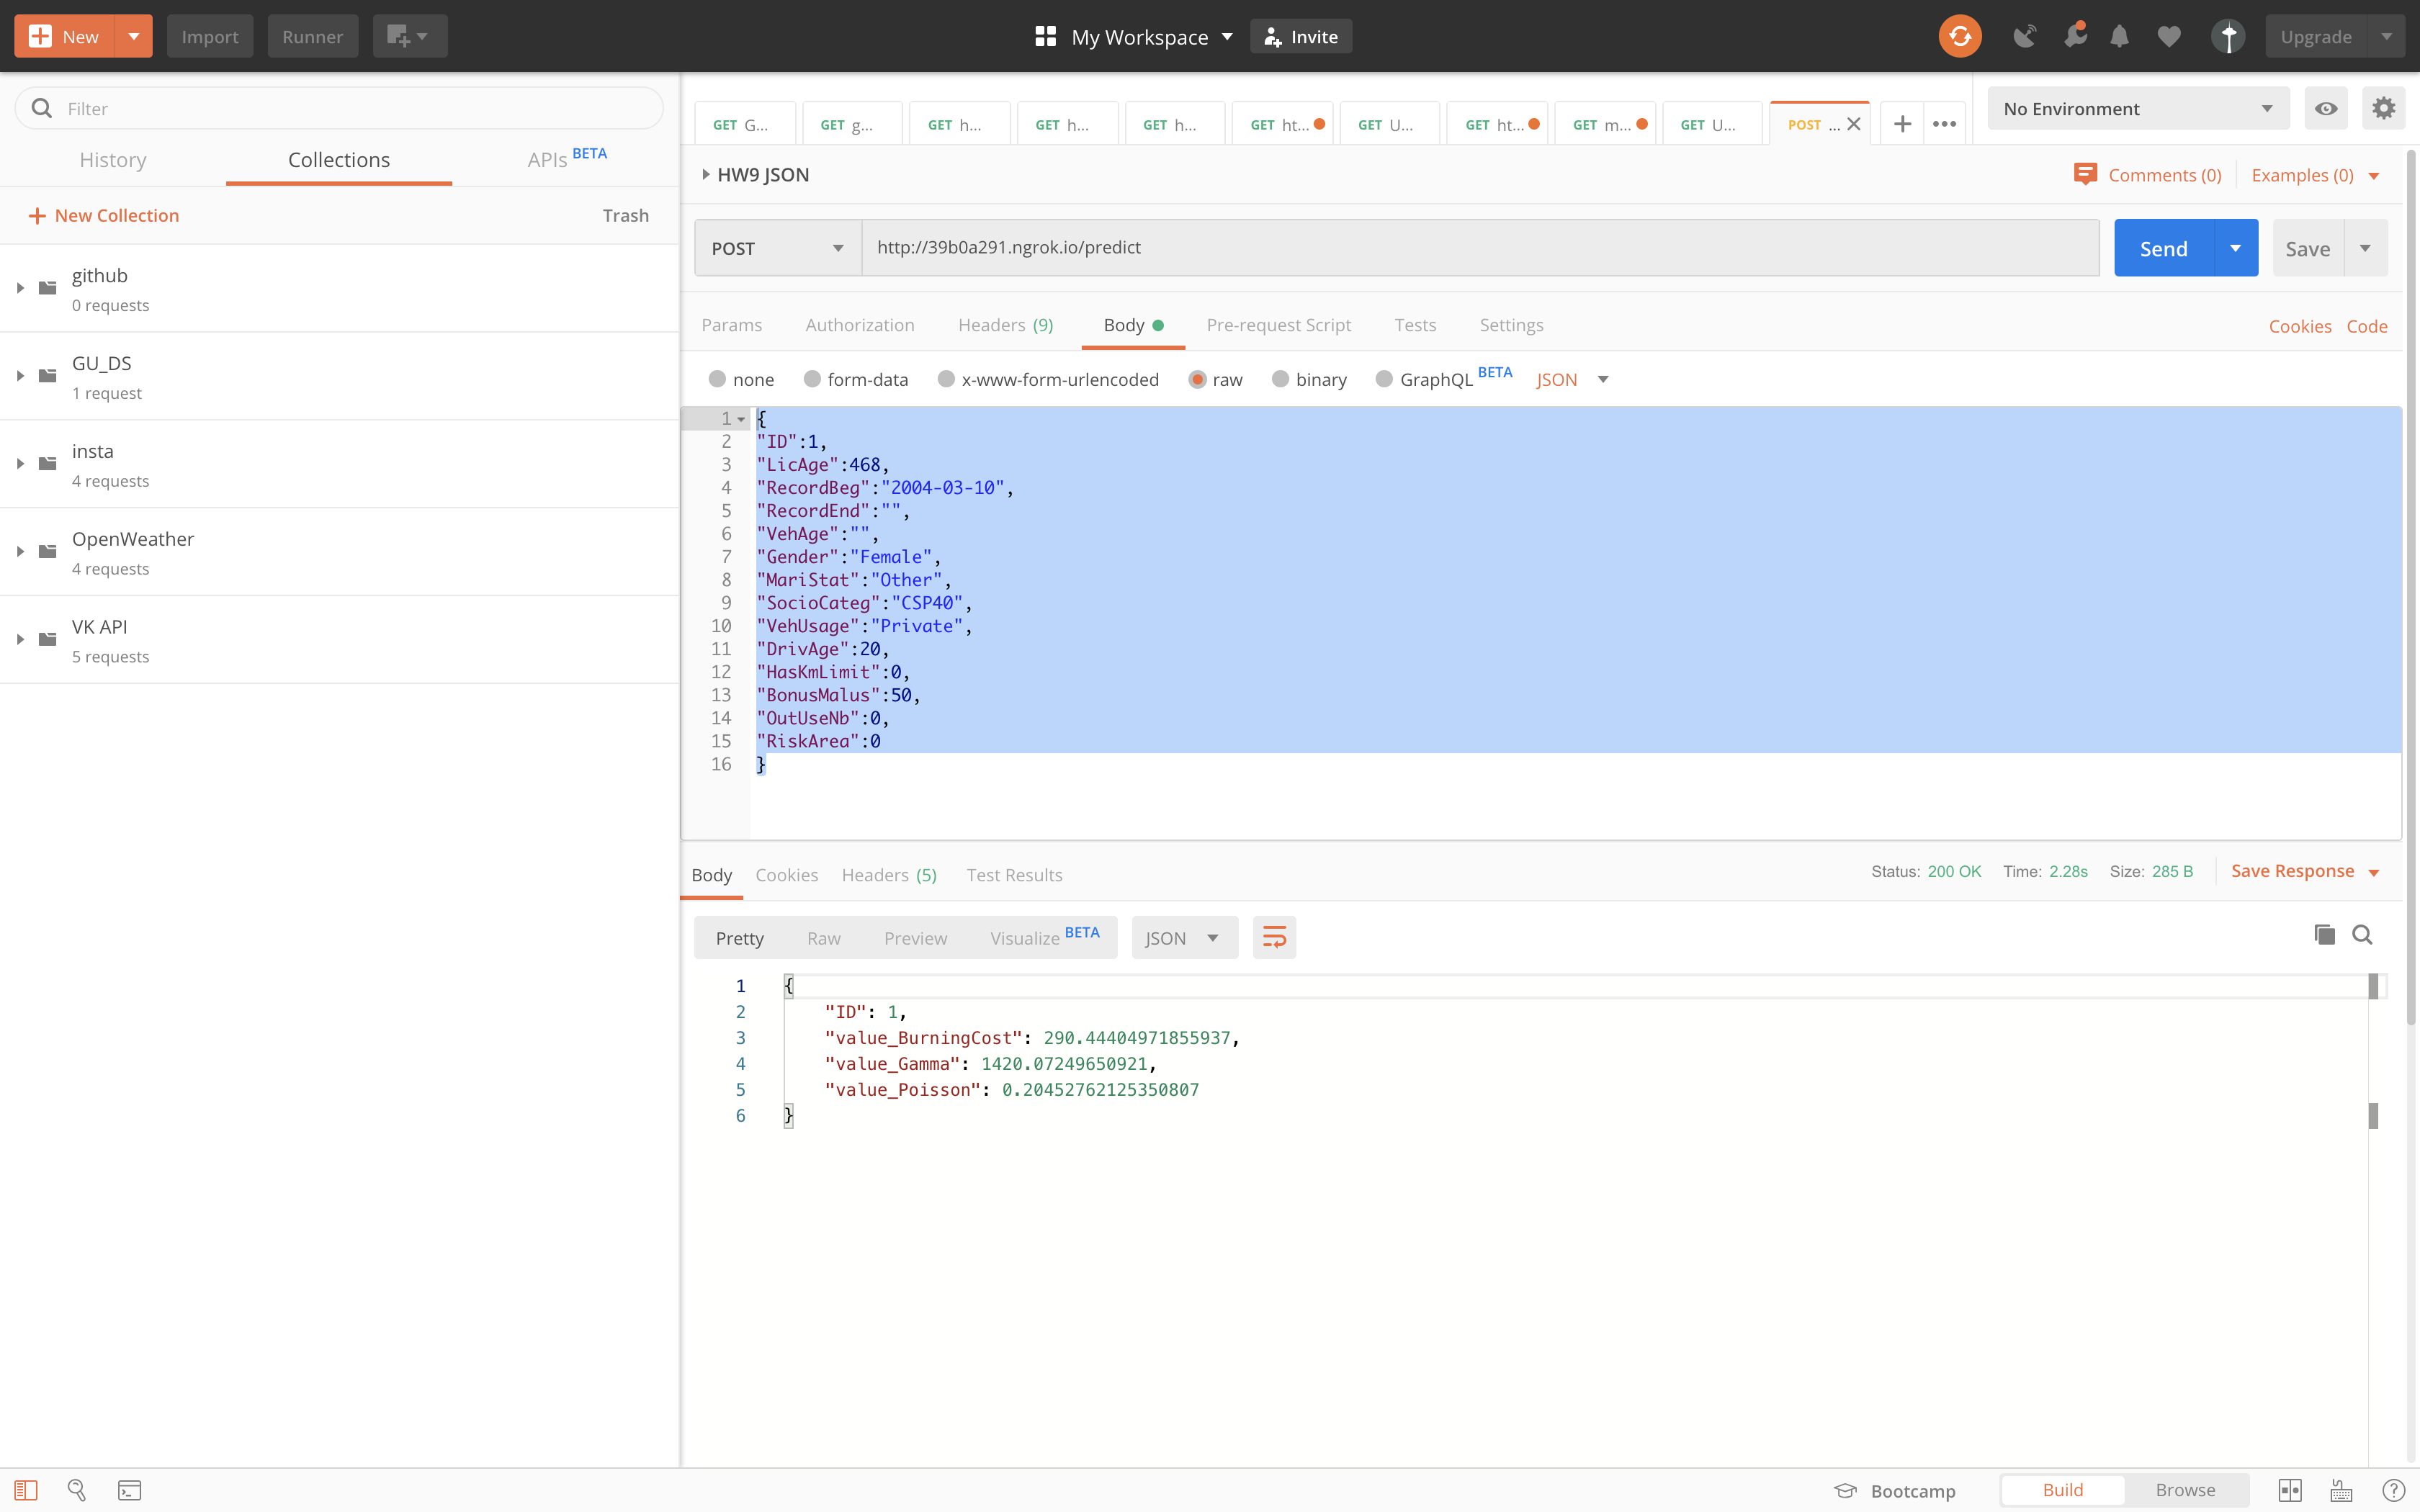 New
Import
Runner
My Workspace
Invite
Upgrade
Filter
History
Collections
APIs BETA
New Collection
Trash
github
0 requests
GU_DS
1 request
insta
4 requests
OpenWeather
4 requests
VK API
5 requests
GET G...
GET g...
GET h...
GET h...
GET h...
GET ht...
GET U...
GET ht...
GET m...
GET U...
POST ...
No Environment
HW9 JSON
Comments (0)
Examples (0)
POST
http://39b0a291.ngrok.io/predict
Send
Save
Params
Authorization
Headers (9)
Body
Pre-request Script
Tests
Settings
Cookies
Code
none
form-data
x-www-form-urlencoded
raw
binary
GraphQL BETA
JSON
1 {
2 "ID":1,
3 "LicAge":468,
4 "RecordBeg":"2004-03-10",
5 "RecordEnd":"",
6 "VehAge":"",
7 "Gender":"Female",
8 "MariStat":"Other",
9 "SocioCateg":"CSP40",
10 "VehUsage":"Private",
11 "DrivAge":20,
12 "HasKmLimit":0,
13 "BonusMalus":50,
14 "OutUseNb":0,
15 "RiskArea":0
16 }
Body
Cookies
Headers (5)
Test Results
Status: 200 OK
Time: 2.28s
Size: 285 B
Save Response
Pretty
Raw
Preview
Visualize BETA
JSON
1 {
2 "ID": 1,
3 "value_BurningCost": 290.44404971855937,
4 "value_Gamma": 1420.07249650921,
5 "value_Poisson": 0.20452762125350807
6 }
Bootcamp
Build
Browse